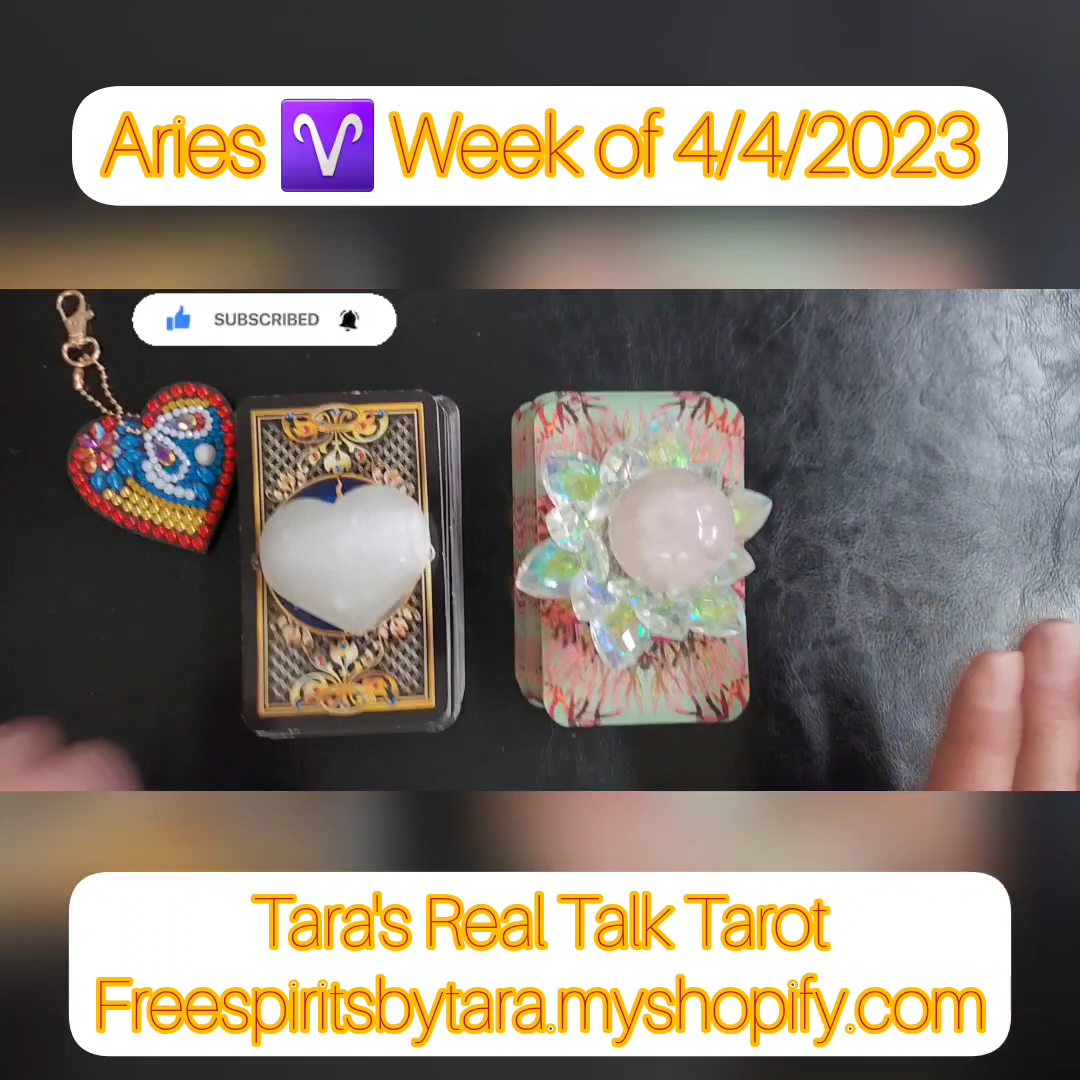 Aries ♈ Week of 4/4/2023
SUBSCRIBED
Tara's Real Talk Tarot
Freespiritsbytara.myshopify.com